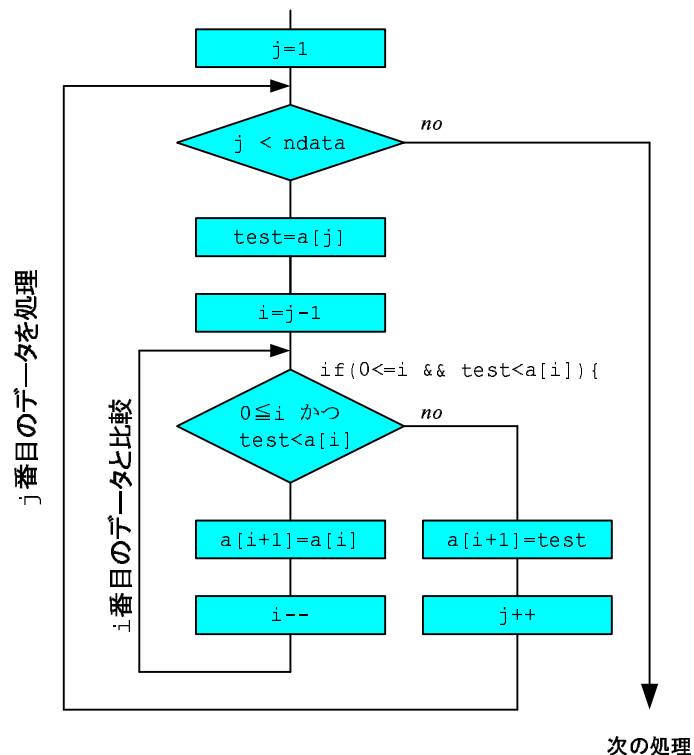 j=1
j < ndata
no
test=a[j]
i=j-1
if(0<=i && test<a[i]){
0≦i かつ
test<a[i]
no
a[i+1]=a[i]
a[i+1]=test
i--
j++
j番目のデータを処理
i番目のデータと比較
次の処理